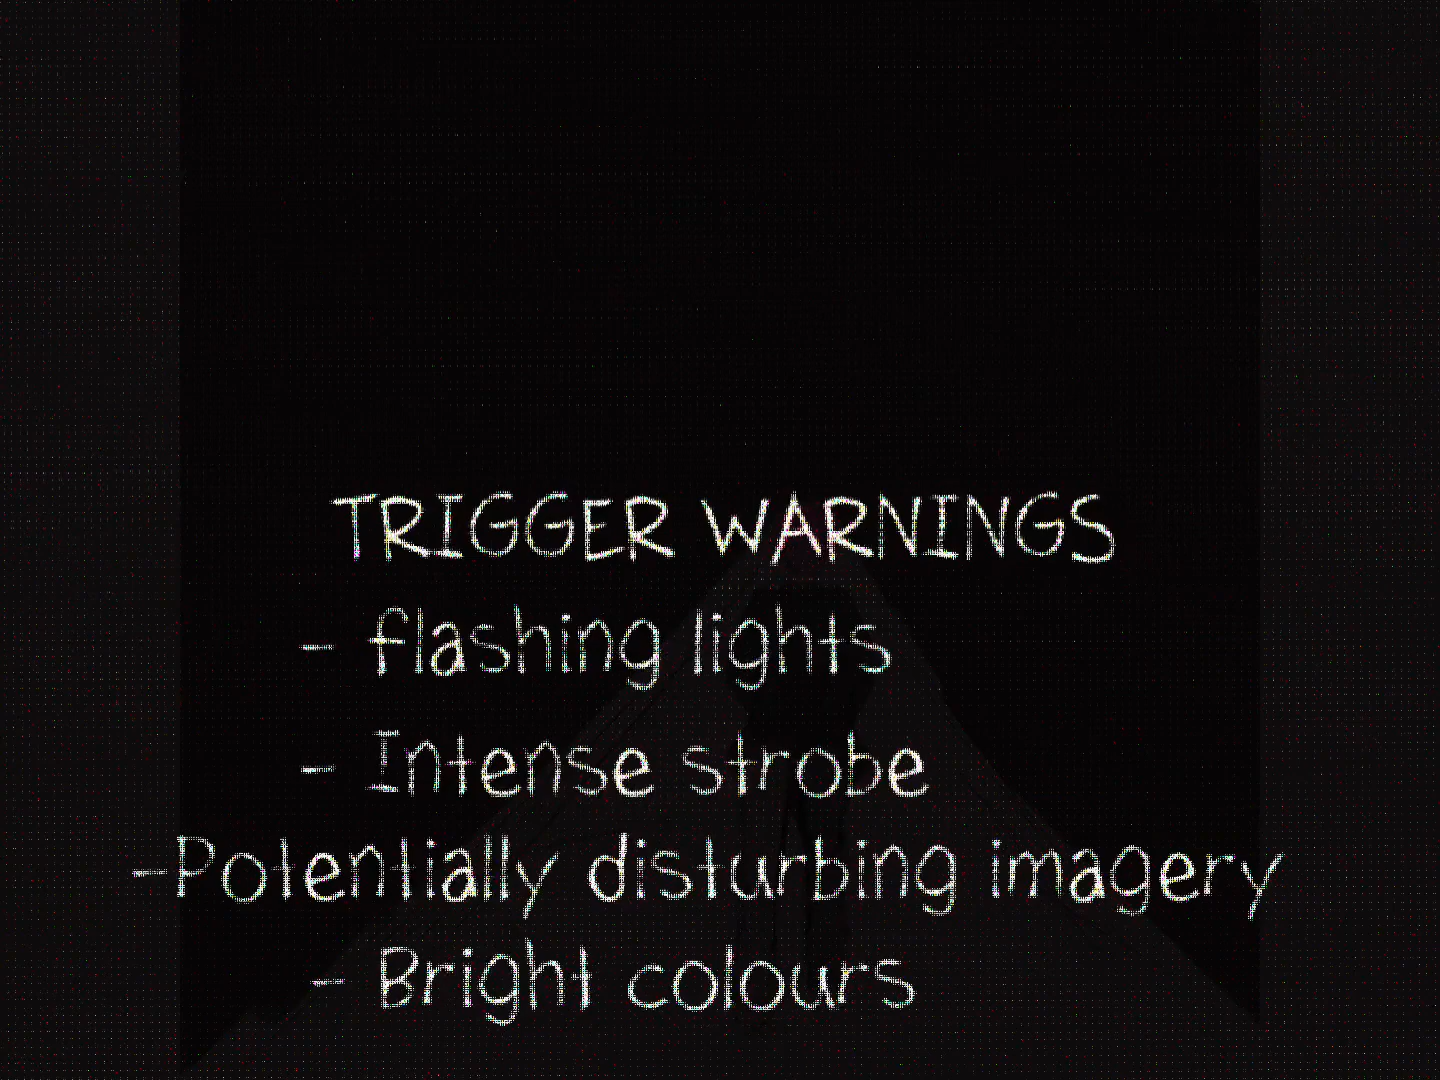 TRIGGER WARNINGS
- flashing lights
- Intense strobe
-Potentially disturbing imagery
- Bright colours